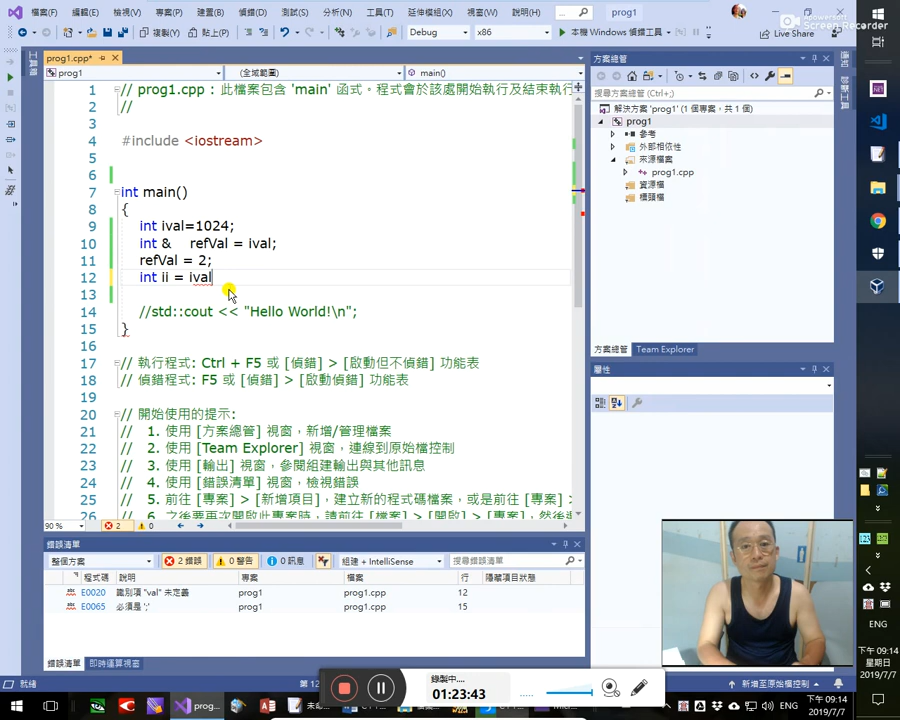 檔案(F) 編輯(E) 檢視(V) 專案(P) 建置(B) 偵錯(D) 測試(S) 分析(N) 工具(T) 延伸模組(X) 視窗(W) 說明(H) ... prog1
複製(Y) 貼上(P) Debug x86 本機 Windows 偵錯工具 Live Share
Screen Recorder
prog1.cpp*
prog1 (全域範圍) main()
1 // prog1.cpp : 此檔案包含 'main' 函式。程式會於該處開始執行及結束執行
2 //
3
4 #include <iostream>
5
6
7 int main()
8 {
9 int ival=1024;
10 int & refVal = ival;
11 refVal = 2;
12 int ii = ival
13
14 //std::cout << "Hello World!\n";
15 }
16
17 // 執行程式: Ctrl + F5 或 [偵錯] > [啟動但不偵錯] 功能表
18 // 偵錯程式: F5 或 [偵錯] > [啟動偵錯] 功能表
19
20 // 開始使用的提示:
21 // 1. 使用 [方案總管] 視窗，新增/管理檔案
22 // 2. 使用 [Team Explorer] 視窗，連線到原始檔控制
23 // 3. 使用 [輸出] 視窗，參閱組建輸出與其他訊息
24 // 4. 使用 [錯誤清單] 視窗，檢視錯誤
25 // 5. 前往 [專案] > [新增項目]，建立新的程式碼檔案，或是前往 [專案] >
26 // 6. 之後要再次開啟此專案時，請前往 [檔案] > [開啟] > [專案]，然後選
90 % 2 0
方案總管
搜尋方案總管 (Ctrl+;)
解決方案 'prog1' (1 個專案，共 1 個)
prog1
參考
外部相依性
來源檔案
prog1.cpp
資源檔
標頭檔
方案總管 Team Explorer
屬性
錯誤清單
整個方案 2 錯誤 0 警告 0 訊息 組建 + IntelliSense 搜尋錯誤清單
程式碼 說明 專案 檔案 行 隱藏項目狀態
E0020 識別項 "val" 未定義 prog1 prog1.cpp 12
E0065 必須是 ';' prog1 prog1.cpp 15
錯誤清單 即時運算視窗
就緒 第 12 新增至原始檔控制
錄製中...
01:23:43
prog...
ENG
下午 09:14
星期日
2019/7/7
ENG 下午 09:14
2019/7/7